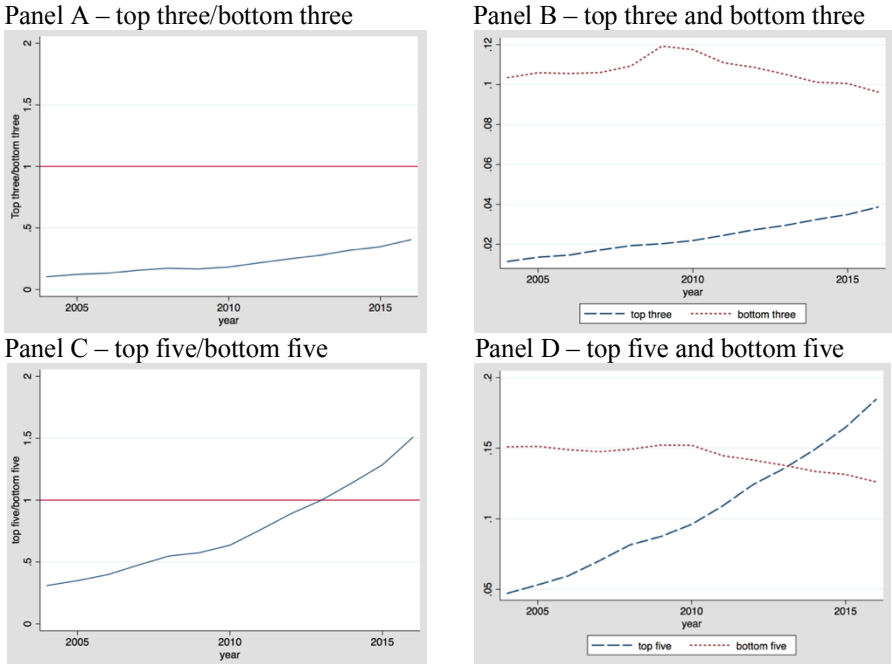 Panel A – top three/bottom three
Top three/bottom three
2
1.5
1
.5
0
2005 2010 2015
year
Panel B – top three and bottom three
.12
.1
.08
.06
.04
.02
2005 2010 2015
year
top three bottom three
Panel C – top five/bottom five
top five/bottom five
2
1.5
1
.5
0
2005 2010 2015
year
Panel D – top five and bottom five
.2
.15
.1
.05
2005 2010 2015
year
top five bottom five